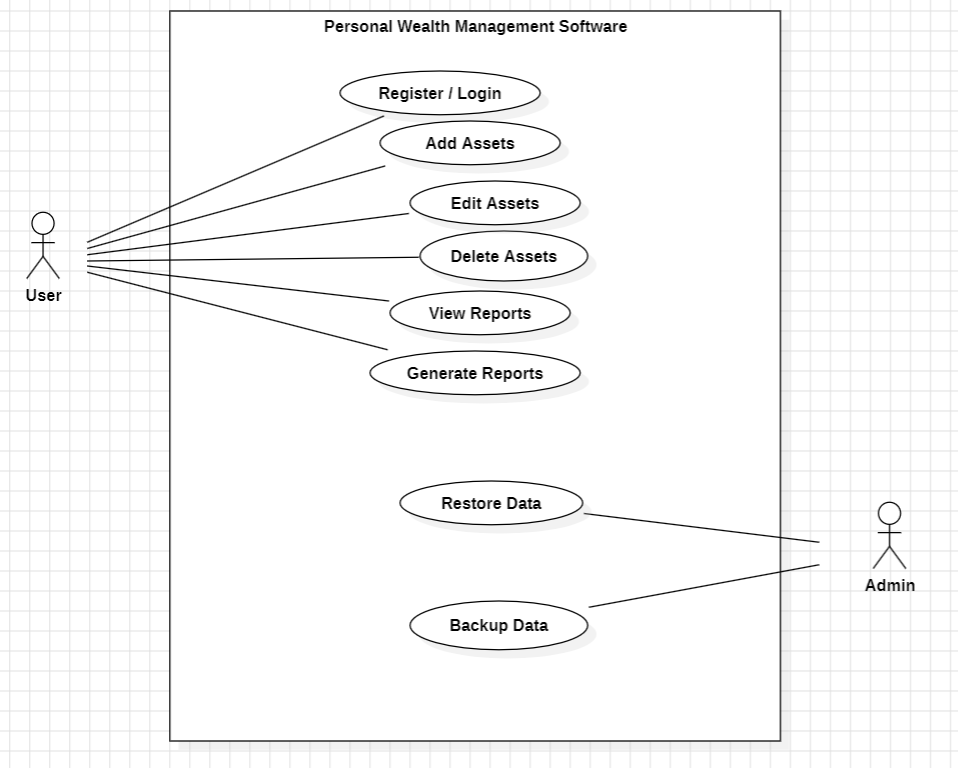 Personal Wealth Management Software
Register / Login
Add Assets
Edit Assets
Delete Assets
View Reports
Generate Reports
User
Restore Data
Backup Data
Admin